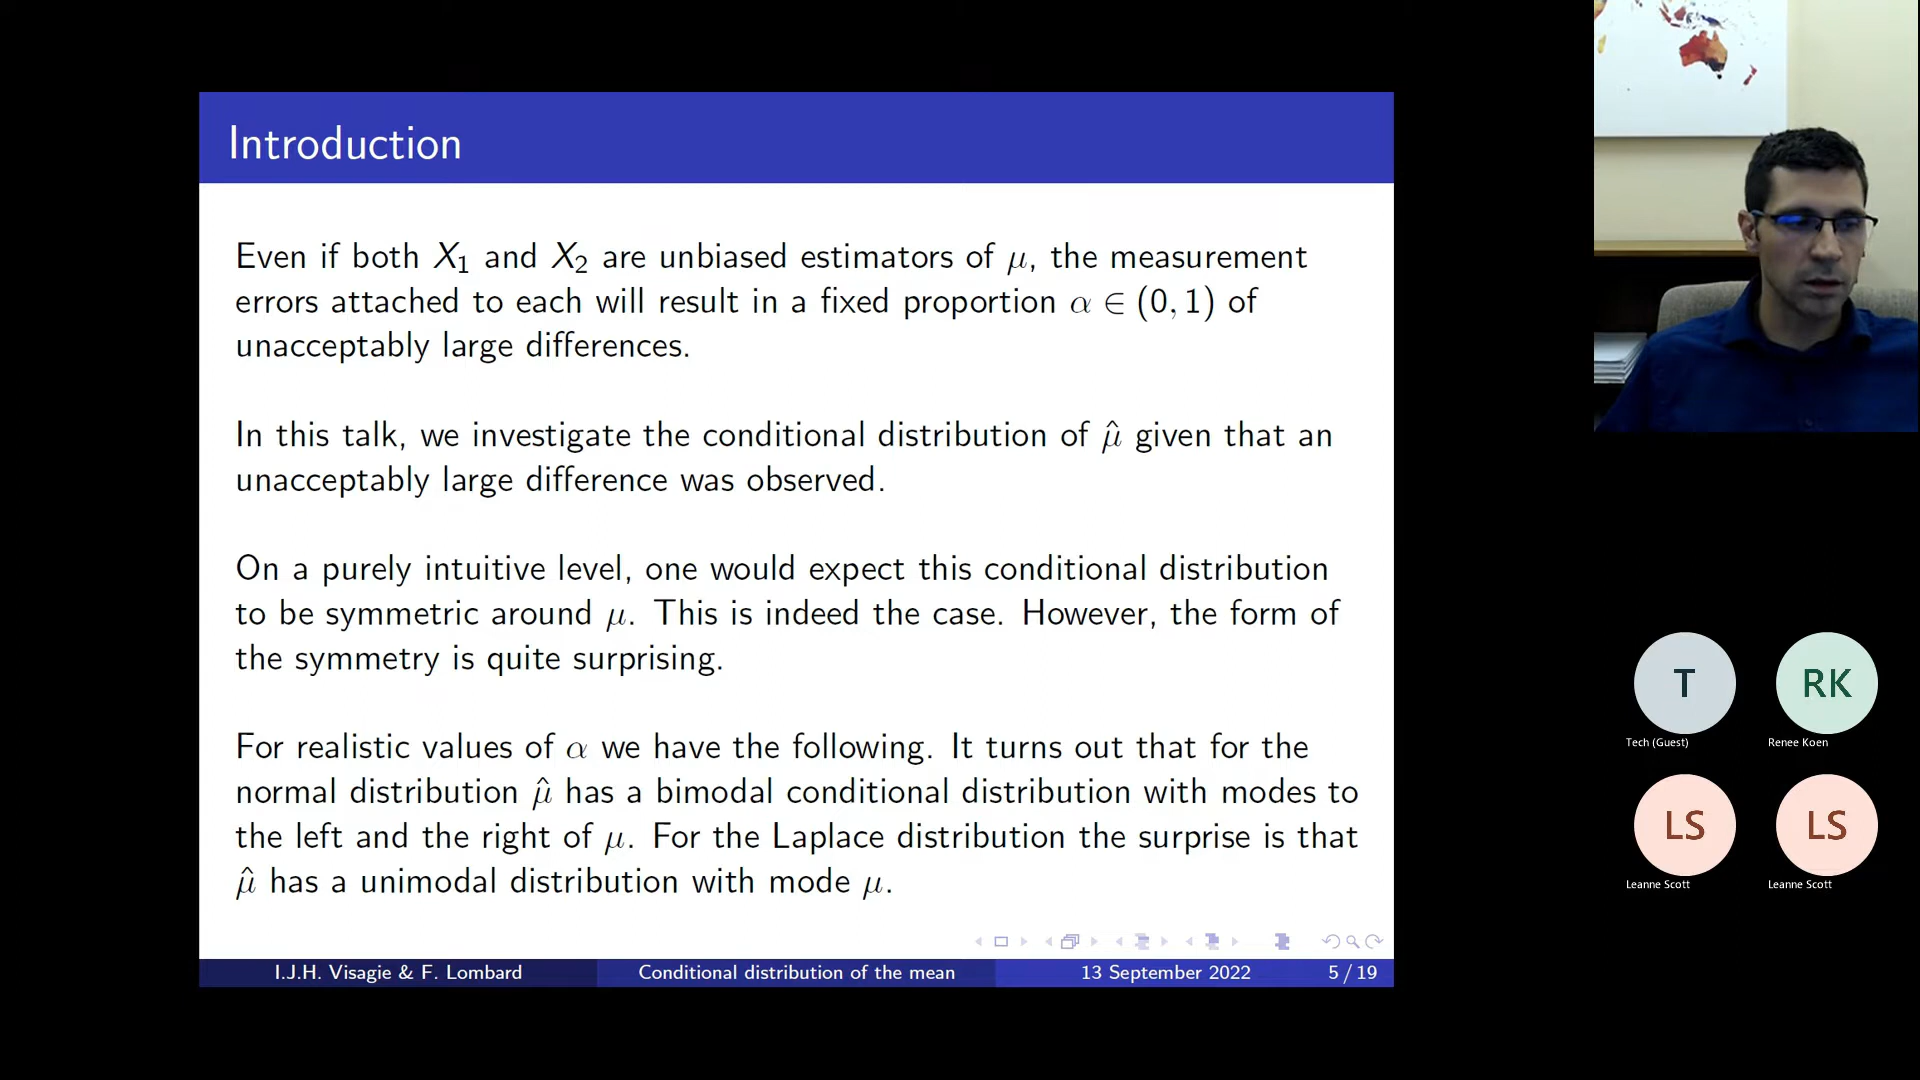 Introduction
Even if both X₁ and X₂ are unbiased estimators of μ, the measurement
errors attached to each will result in a fixed proportion α ∈ (0, 1) of
unacceptably large differences.
In this talk, we investigate the conditional distribution of μ̂ given that an
unacceptably large difference was observed.
On a purely intuitive level, one would expect this conditional distribution
to be symmetric around μ. This is indeed the case. However, the form of
the symmetry is quite surprising.
For realistic values of α we have the following. It turns out that for the
normal distribution μ̂ has a bimodal conditional distribution with modes to
the left and the right of μ. For the Laplace distribution the surprise is that
μ̂ has a unimodal distribution with mode μ.
I.J.H. Visagie & F. Lombard
Conditional distribution of the mean
13 September 2022
5 / 19
T
RK
Tech (Guest)
Renee Koen
LS
LS
Leanne Scott
Leanne Scott